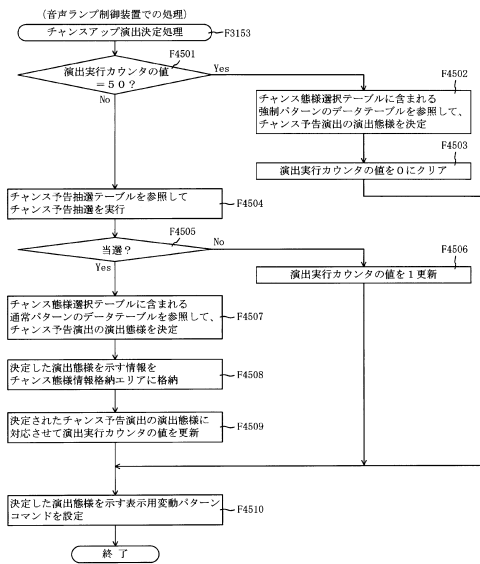 (音声ランプ制御装置での処理)
チャンスアップ演出決定処理
F3153
F4501
演出実行カウンタの値
=50?
Yes
No
F4502
チャンス態様選択テーブルに含まれる
強制パターンのデータテーブルを参照して、
チャンス予告演出の演出態様を決定
F4503
演出実行カウンタの値を0にクリア
チャンス予告抽選テーブルを参照して
チャンス予告抽選を実行
F4504
F4505
当選?
No
Yes
F4506
演出実行カウンタの値を1更新
チャンス態様選択テーブルに含まれる
通常パターンのデータテーブルを参照して、
チャンス予告演出の演出態様を決定
F4507
決定した演出態様を示す情報を
チャンス態様情報格納エリアに格納
F4508
決定されたチャンス予告演出の演出態様に
対応させて演出実行カウンタの値を更新
F4509
決定した演出態様を示す表示用変動パターン
コマンドを設定
F4510
終了